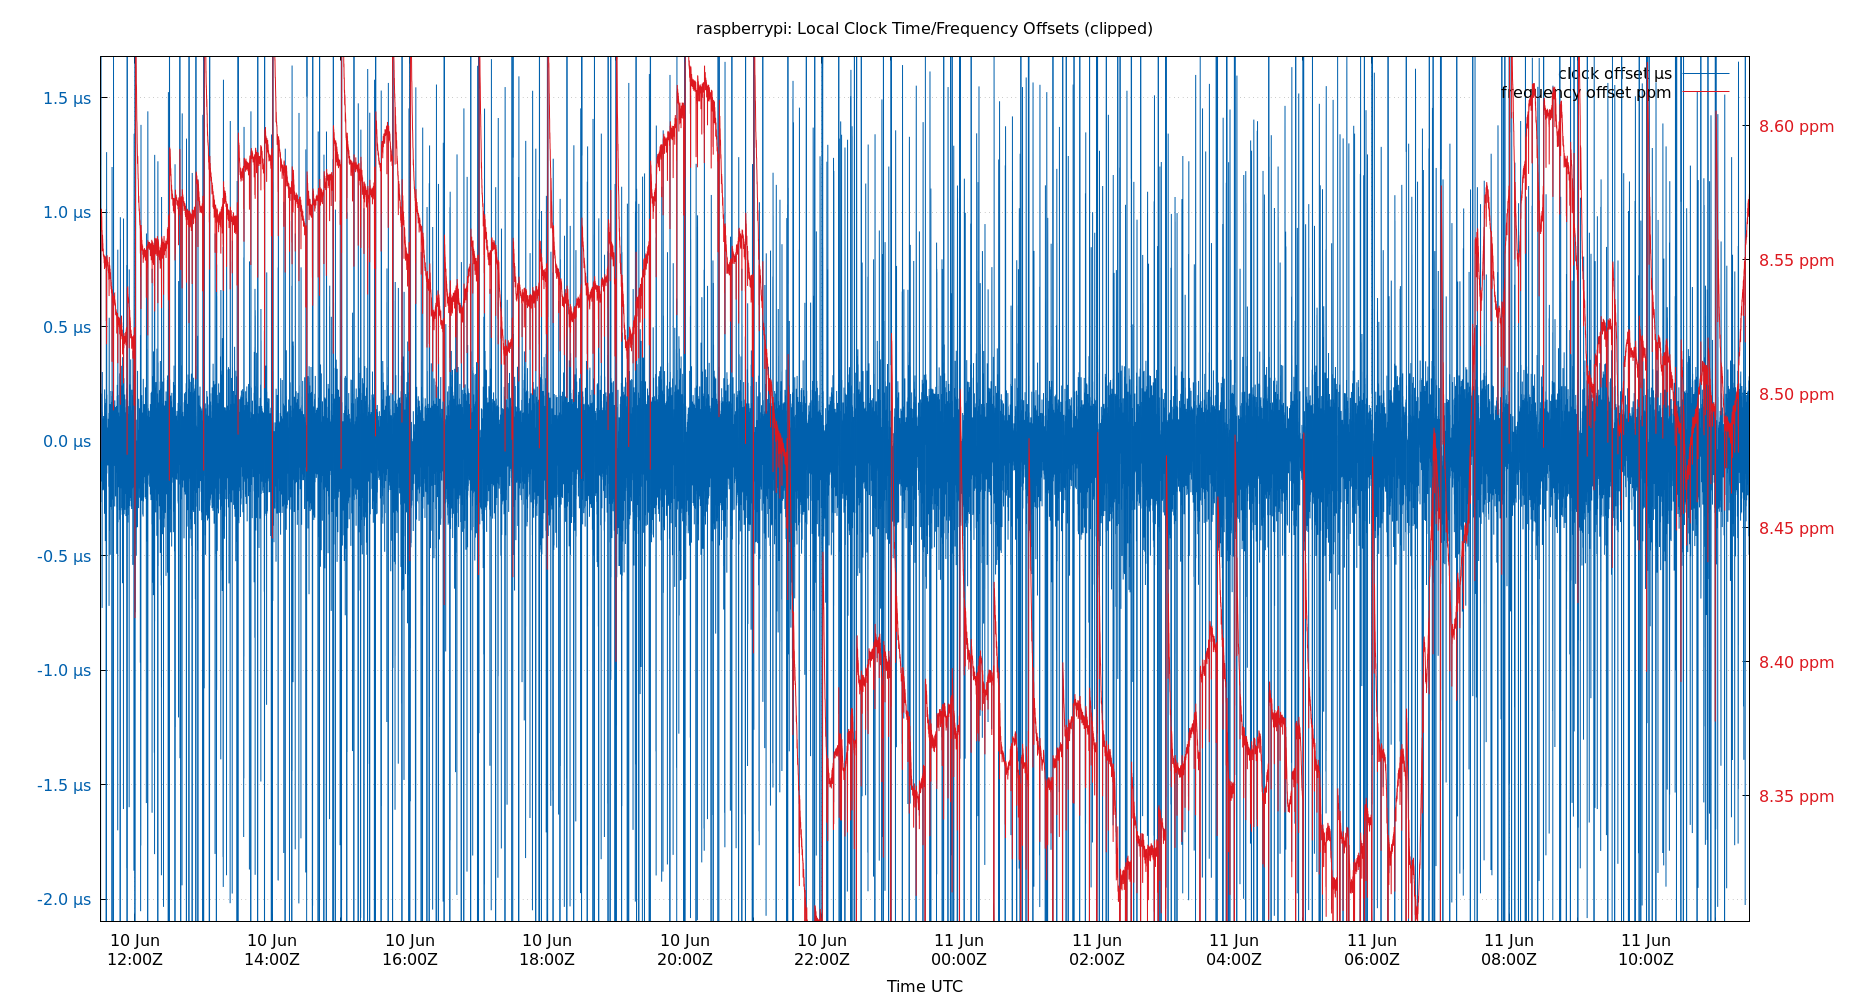 raspberrypi: Local Clock Time/Frequency Offsets (clipped)
clock offset µs
frequency offset ppm
1.5 µs
1.0 µs
0.5 µs
0.0 µs
-0.5 µs
-1.0 µs
-1.5 µs
-2.0 µs
8.60 ppm
8.55 ppm
8.50 ppm
8.45 ppm
8.40 ppm
8.35 ppm
10 Jun 10 Jun 10 Jun 10 Jun 10 Jun 10 Jun 11 Jun 11 Jun 11 Jun 11 Jun 11 Jun 11 Jun
12:00Z 14:00Z 16:00Z 18:00Z 20:00Z 22:00Z 00:00Z 02:00Z 04:00Z 06:00Z 08:00Z 10:00Z
Time UTC